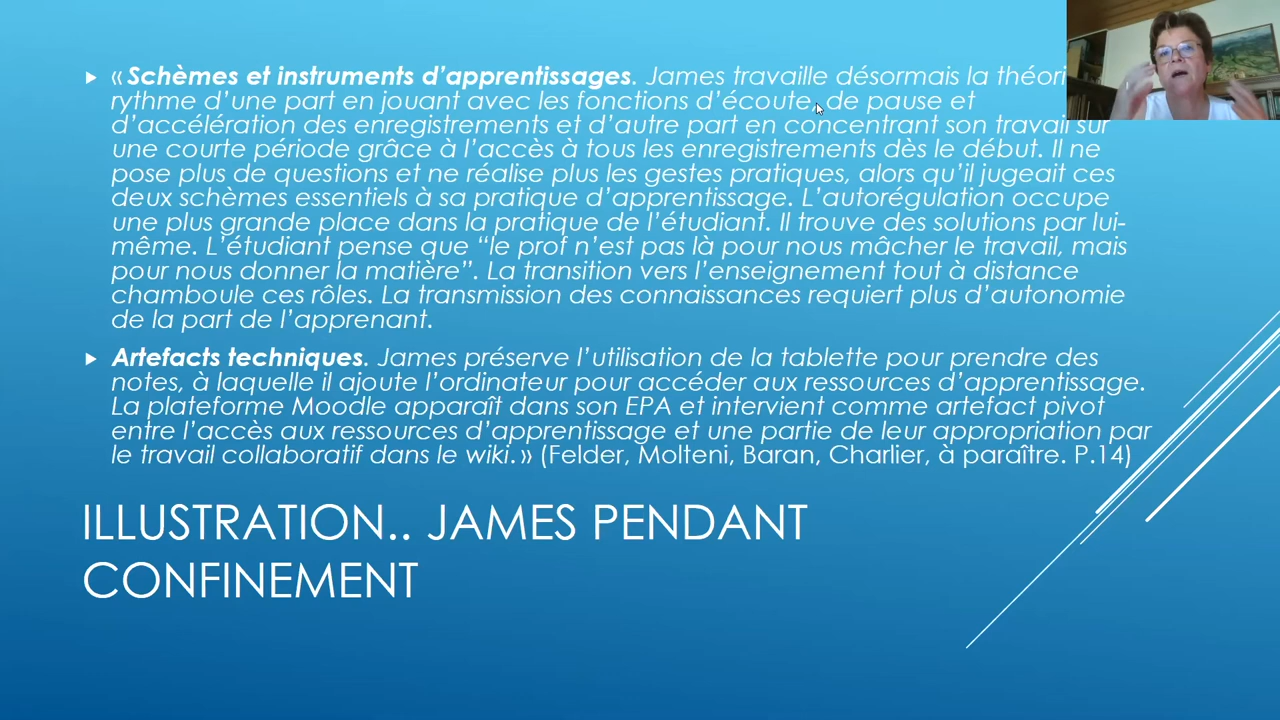 « Schèmes et instruments d’apprentissages. James travaille désormais la
rythme d’une part en jouant avec les fonctions d’écoute, de pause et
d’accélération des enregistrements et d’autre part en concentrant son travail sur
une courte période grâce à l’accès à tous les enregistrements dès le début. Il ne
pose plus de questions et ne réalise plus les gestes pratiques, alors qu’il jugeait ces
deux schèmes essentiels à sa pratique d’apprentissage. L’autorégulation occupe
une plus grande place dans la pratique de l’étudiant. Il trouve des solutions par lui-
même. L’étudiant pense que “le prof n’est pas là pour nous mâcher le travail, mais
pour nous donner la matière”. La transition vers l’enseignement tout à distance
chamboule ces rôles. La transmission des connaissances requiert plus d’autonomie
de la part de l’apprenant.
Artefacts techniques. James préserve l’utilisation de la tablette pour prendre des
notes, à laquelle il ajoute l’ordinateur pour accéder aux ressources d’apprentissage.
La plateforme Moodle apparaît dans son EPA et intervient comme artefact pivot
entre l’accès aux ressources d’apprentissage et une partie de leur appropriation par
le travail collaboratif dans le wiki. » (Felder, Molteni, Baran, Charlier, à paraître. P.14)
ILLUSTRATION.. JAMES PENDANT
CONFINEMENT